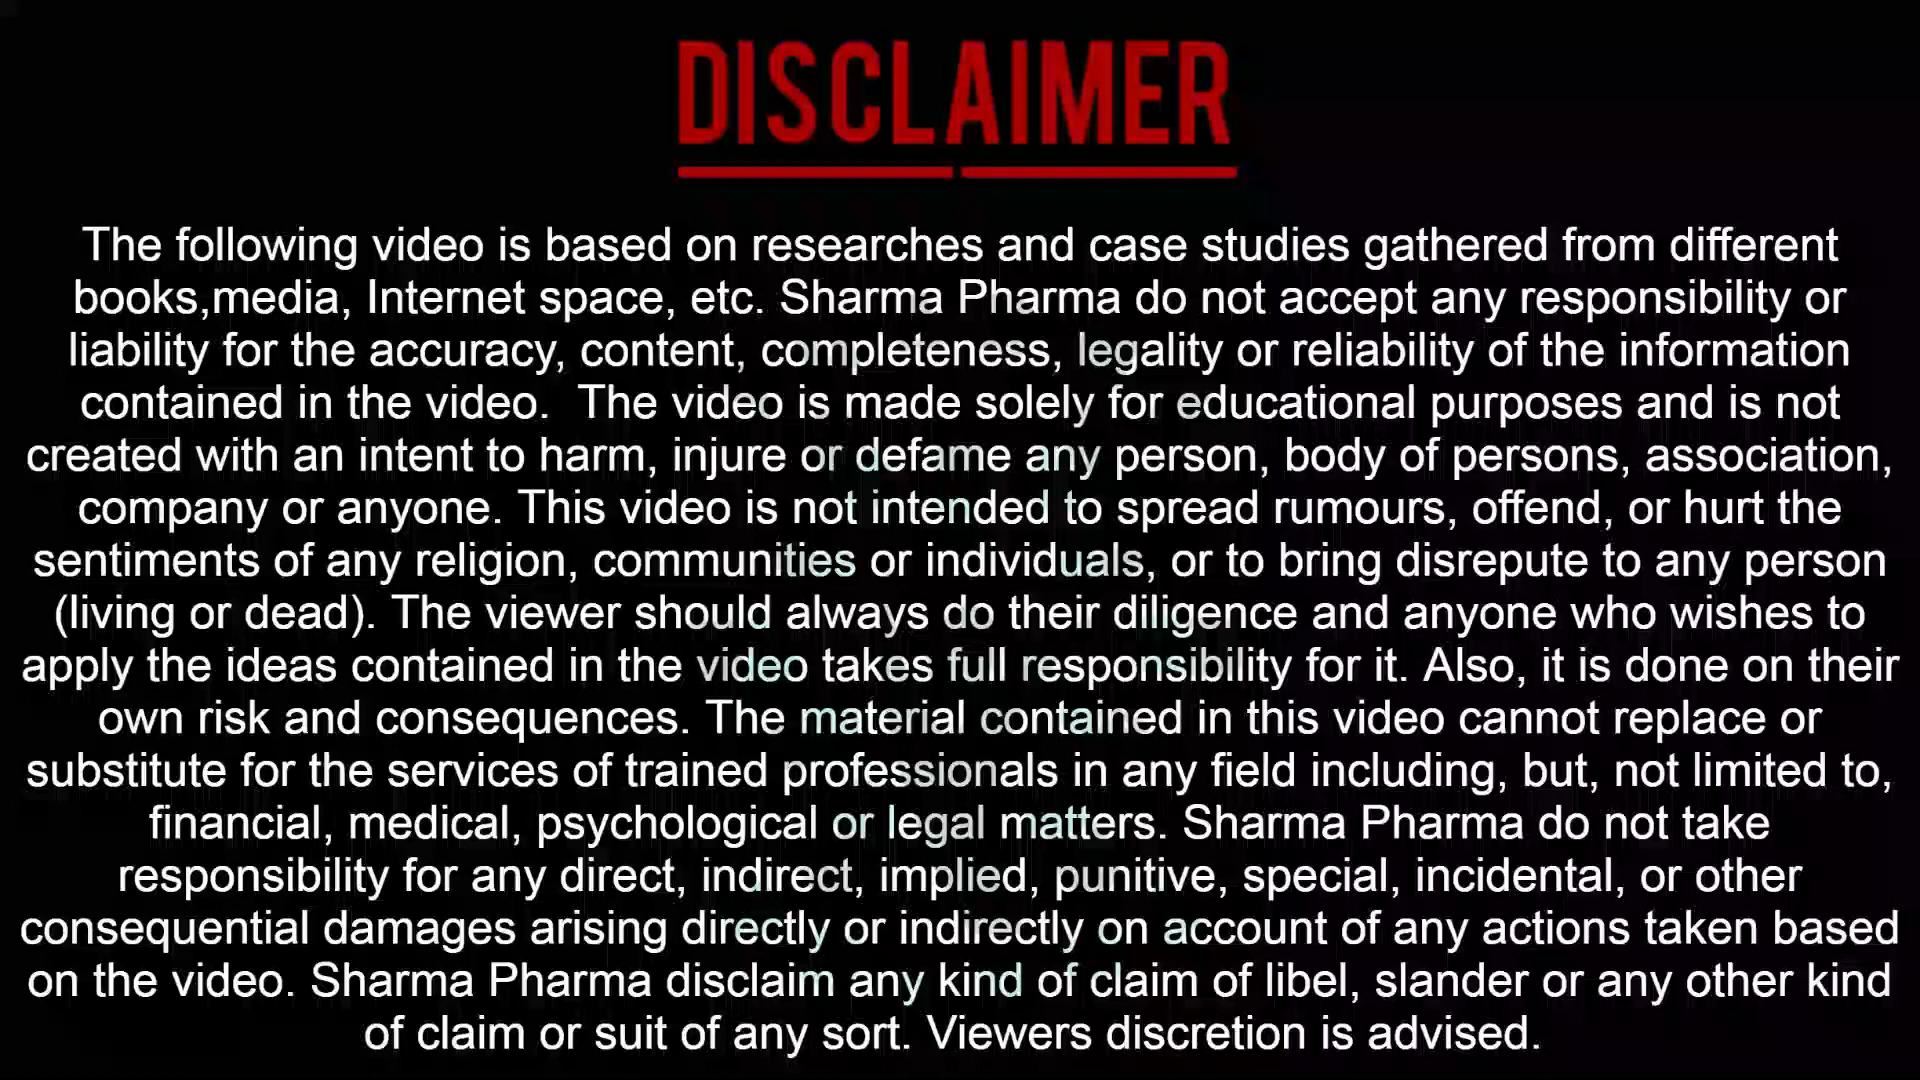 DISCLAIMER
The following video is based on researches and case studies gathered from different
books,media, Internet space, etc. Sharma Pharma do not accept any responsibility or
liability for the accuracy, content, completeness, legality or reliability of the information
contained in the video.  The video is made solely for educational purposes and is not
created with an intent to harm, injure or defame any person, body of persons, association,
company or anyone. This video is not intended to spread rumours, offend, or hurt the
sentiments of any religion, communities or individuals, or to bring disrepute to any person
(living or dead). The viewer should always do their diligence and anyone who wishes to
apply the ideas contained in the video takes full responsibility for it. Also, it is done on their
own risk and consequences. The material contained in this video cannot replace or
substitute for the services of trained professionals in any field including, but, not limited to,
financial, medical, psychological or legal matters. Sharma Pharma do not take
responsibility for any direct, indirect, implied, punitive, special, incidental, or other
consequential damages arising directly or indirectly on account of any actions taken based
on the video. Sharma Pharma disclaim any kind of claim of libel, slander or any other kind
of claim or suit of any sort. Viewers discretion is advised.